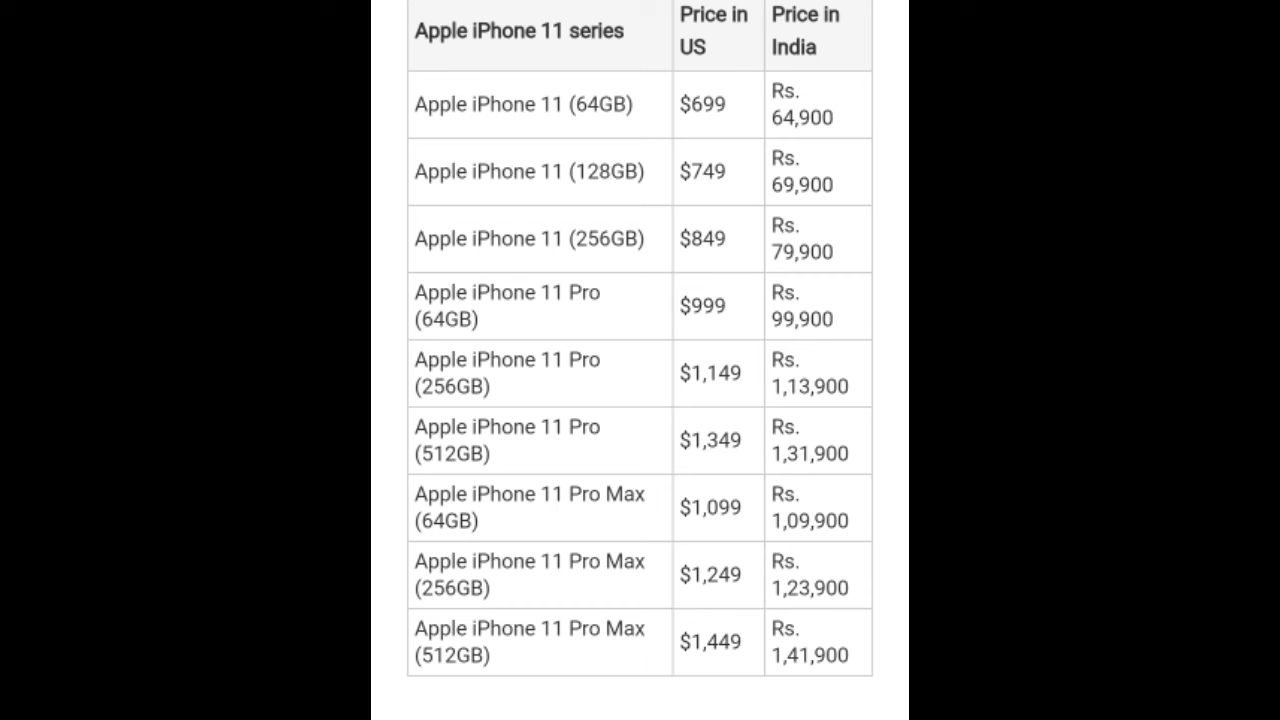 Apple iPhone 11 series
Price in
US
Price in
India
Apple iPhone 11 (64GB)
$699
Rs.
64,900
Apple iPhone 11 (128GB)
$749
Rs.
69,900
Apple iPhone 11 (256GB)
$849
Rs.
79,900
Apple iPhone 11 Pro
(64GB)
$999
Rs.
99,900
Apple iPhone 11 Pro
(256GB)
$1,149
Rs.
1,13,900
Apple iPhone 11 Pro
(512GB)
$1,349
Rs.
1,31,900
Apple iPhone 11 Pro Max
(64GB)
$1,099
Rs.
1,09,900
Apple iPhone 11 Pro Max
(256GB)
$1,249
Rs.
1,23,900
Apple iPhone 11 Pro Max
(512GB)
$1,449
Rs.
1,41,900